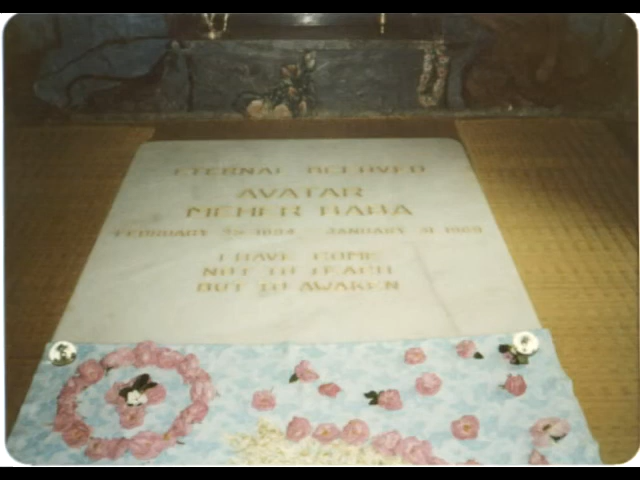 ETERNAL BELOVED
AVATAR
MEHER BABA
FEBRUARY 25 1894 JANUARY 31 1969
I HAVE COME
NOT TO TEACH
BUT TO AWAKEN